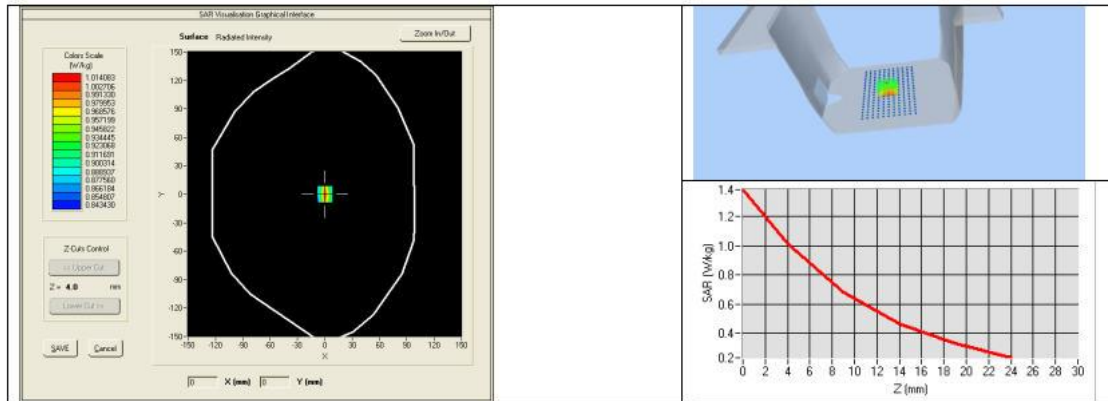 SAR Visualisation Graphical Interface
Surface Radiated Intensity
Zoom In/Out
Colors Scale
(W/kg)
1.014083
1.002706
0.991330
0.979953
0.968576
0.957199
0.945822
0.934445
0.923068
0.911691
0.900314
0.888937
0.877560
0.866184
0.854807
0.843430
Z-Cuts Control
<< Upper Cut
Z = 4.0 mm
Lower Cut >>
SAVE Cancel
150-
120-
90-
60-
30-
0-
-30-
-60-
-90-
-120-
-150-
Y
-150 -120 -90 -60 -30 0 30 60 90 120 150
X
0 X (mm) 0 Y (mm)
1.4
1.2
1.0
0.8
0.6
0.4
0.2
SAR (W/kg)
0 2 4 6 8 10 12 14 16 18 20 22 24 26 28 30
Z (mm)